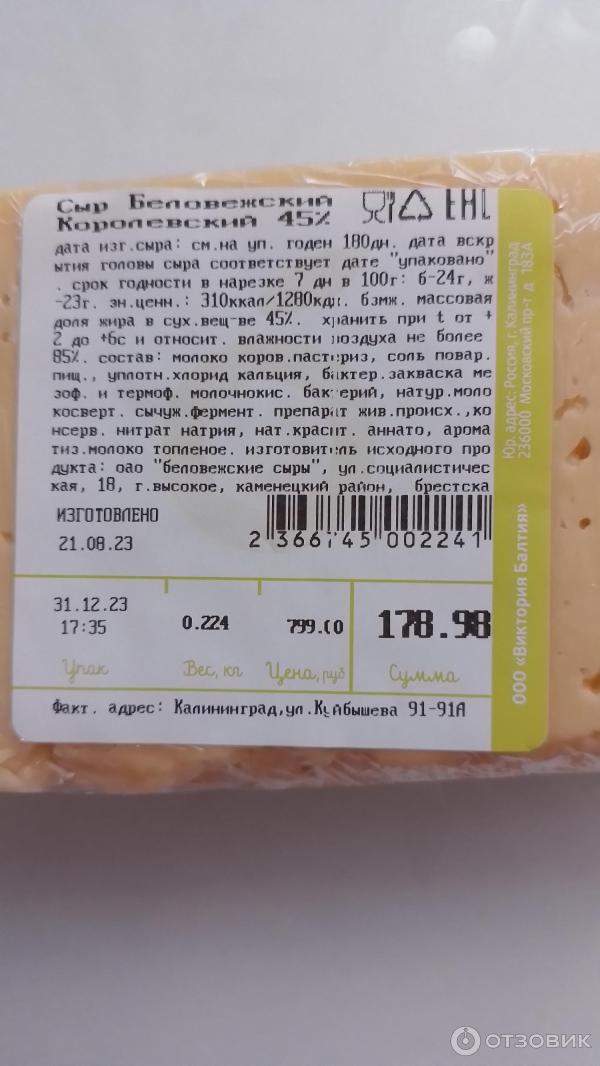 Сыр Беловежский
Королевский 45% EAC
дата изг.сыра: см.на уп. годен 180дн. дата вскр
ытия головы сыра соответствует дате "упаковано"
. срок годности в нарезке 7 дн в 100г: б-24г, ж
-23г. эн.ценн.: 310ккал/1280кдж. бзмж. массовая
доля жира в сух.вещ-ве 45%. хранить при t от +
2 до +6с и относит. влажности воздуха не более
85%. состав: молоко коров.пастериз, соль повар.
пищ., уплотн.хлорид кальция, бактер.закваска ме
зоф. и термоф. молочнокис. бактерий, натур.моло
косверт. сычуж.фермент. препарат жив.происх.,ко
нсерв. нитрат натрия, нат.красит. аннато, арома
тиз.молоко топленое. изготовитель исходного про
дукта: оао "беловежские сыры", ул.социалистичес
кая, 18, г.высокое, каменецкий район, брестска
ИЗГОТОВЛЕНО
21.08.23
2 366745 002241
31.12.23
17:35
0.224
799.00
178.98
Упак
Вес, кг
Цена, руб
Сумма
Факт. адрес: Калининград,ул.Куйбышева 91-91А
Юр. адрес: Россия, г. Калининград
236000 Московский пр-т д 183А
ООО «Виктория Балтия»
ОТЗОВИК